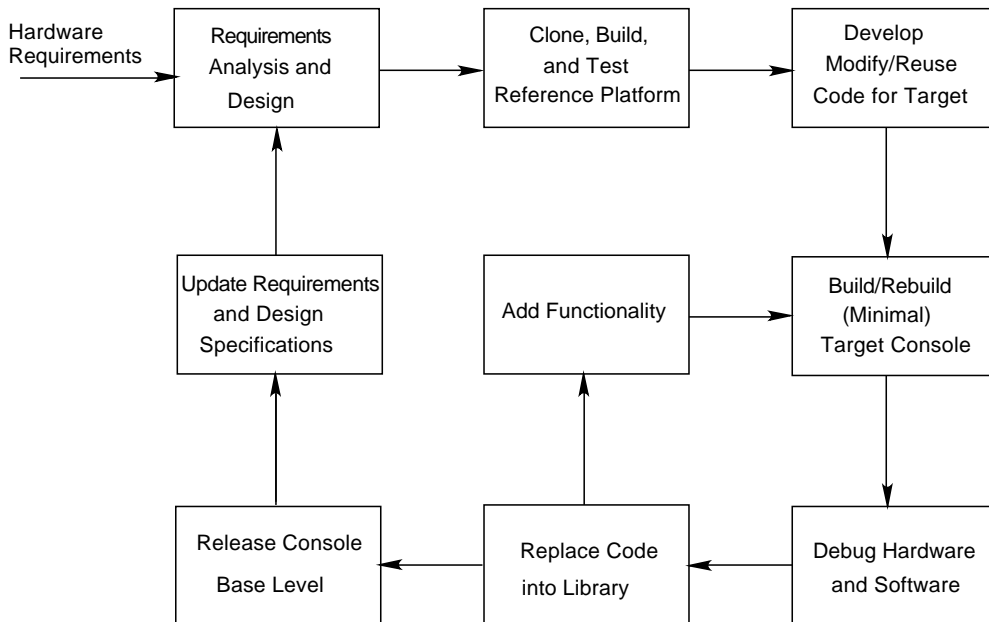 Hardware
Requirements
Requirements
Analysis and
Design
Clone, Build,
and Test
Reference Platform
Develop
Modify/Reuse
Code for Target
Update Requirements
and Design
Specifications
Add Functionality
Build/Rebuild
(Minimal)
Target Console
Release Console
Base Level
Replace Code
into Library
Debug Hardware
and Software